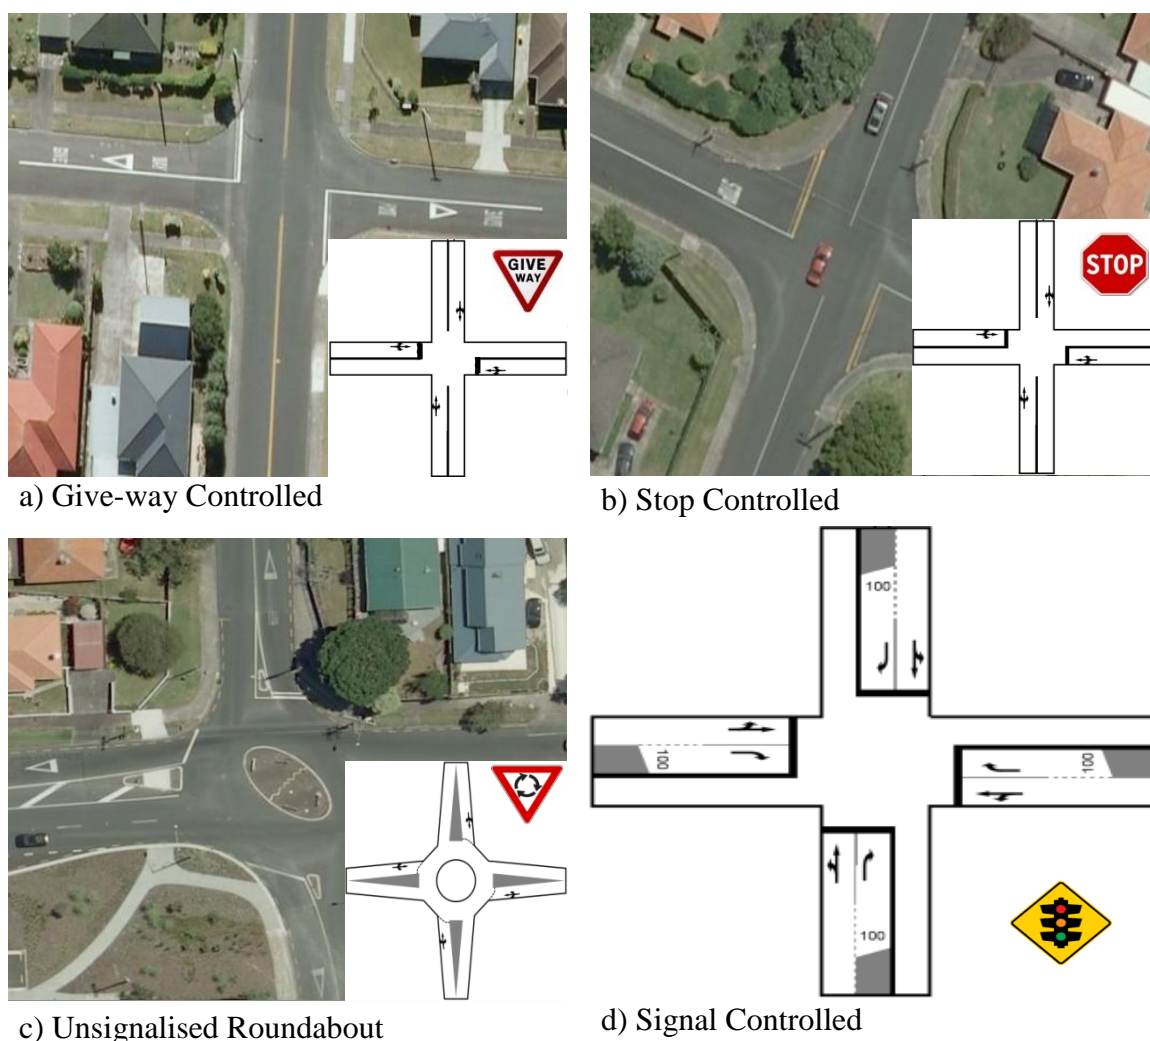 GIVE
WAY
a) Give-way Controlled
STOP
b) Stop Controlled
c) Unsignalised Roundabout
100
100
100
100
d) Signal Controlled